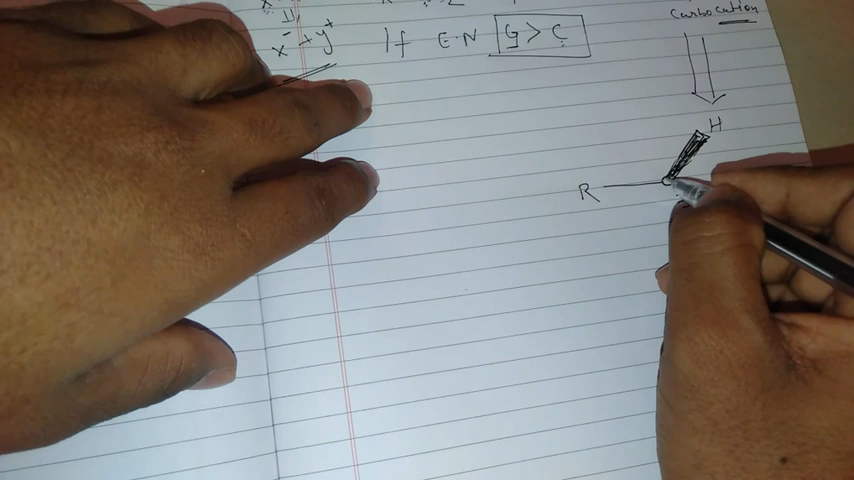 x⁻ + y⁺ If E.N G > C
Carbocation
H
R